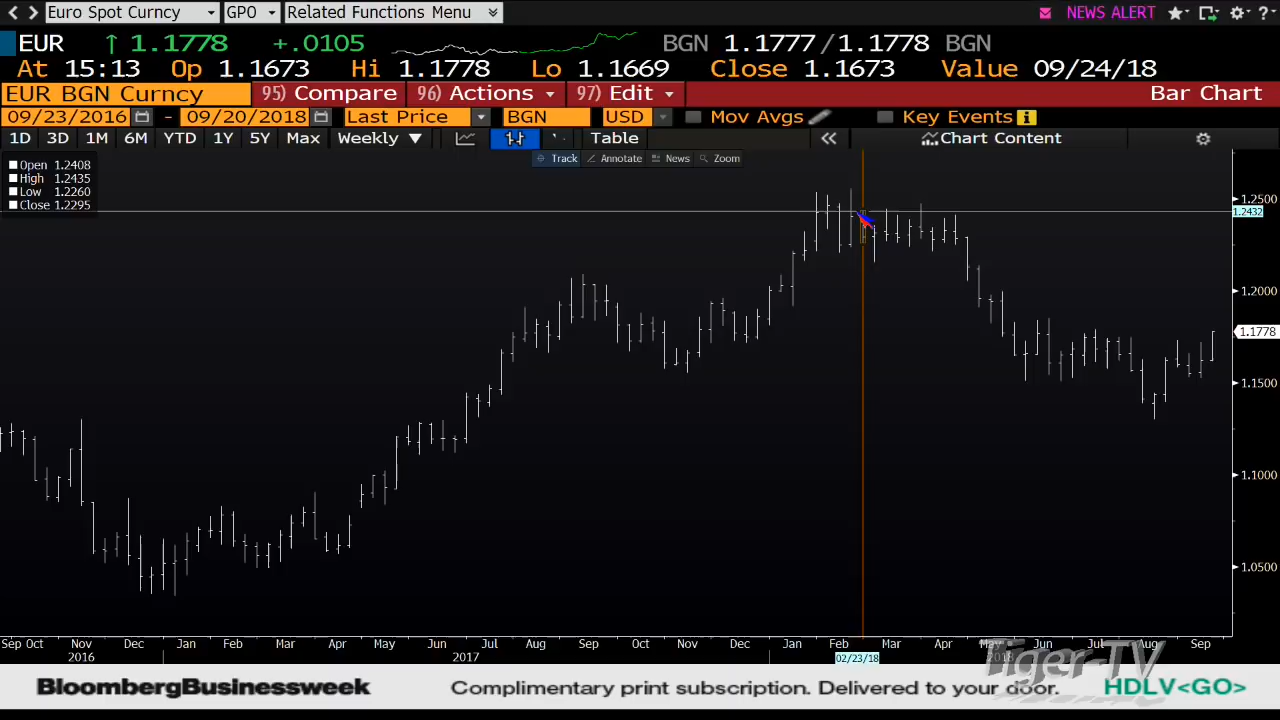 Euro Spot Curncy GPO Related Functions Menu NEWS ALERT
EUR ↑ 1.1778 +.0105 BGN 1.1777/1.1778 BGN
At 15:13 Op 1.1673 Hi 1.1778 Lo 1.1669 Close 1.1673 Value 09/24/18
EUR BGN Curncy 95) Compare 96) Actions 97) Edit Bar Chart
09/23/2016 - 09/20/2018 Last Price BGN USD Mov Avgs Key Events
1D 3D 1M 6M YTD 1Y 5Y Max Weekly Table Chart Content
Track Annotate News Zoom
Open 1.2408
High 1.2435
Low 1.2260
Close 1.2295
1.2500
1.2432
1.2000
1.1778
1.1500
1.1000
1.0500
Sep Oct Nov Dec Jan Feb Mar Apr May Jun Jul Aug Sep Oct Nov Dec Jan Feb Mar Apr May Jun Jul Aug Sep
2016 2017 02/23/18 2018
Tiger-TV
BloombergBusinessweek Complimentary print subscription. Delivered to your door. HDLV<GO>